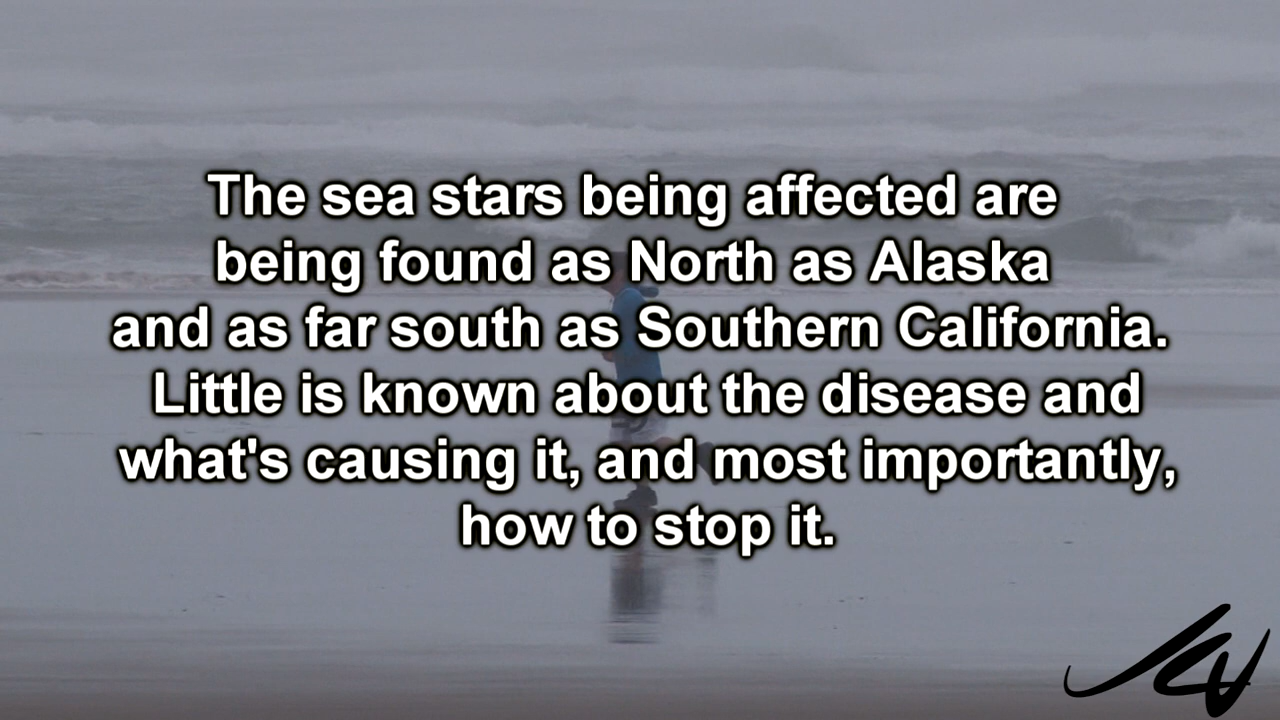 The sea stars being affected are
being found as North as Alaska
and as far south as Southern California.
Little is known about the disease and
what's causing it, and most importantly,
how to stop it.